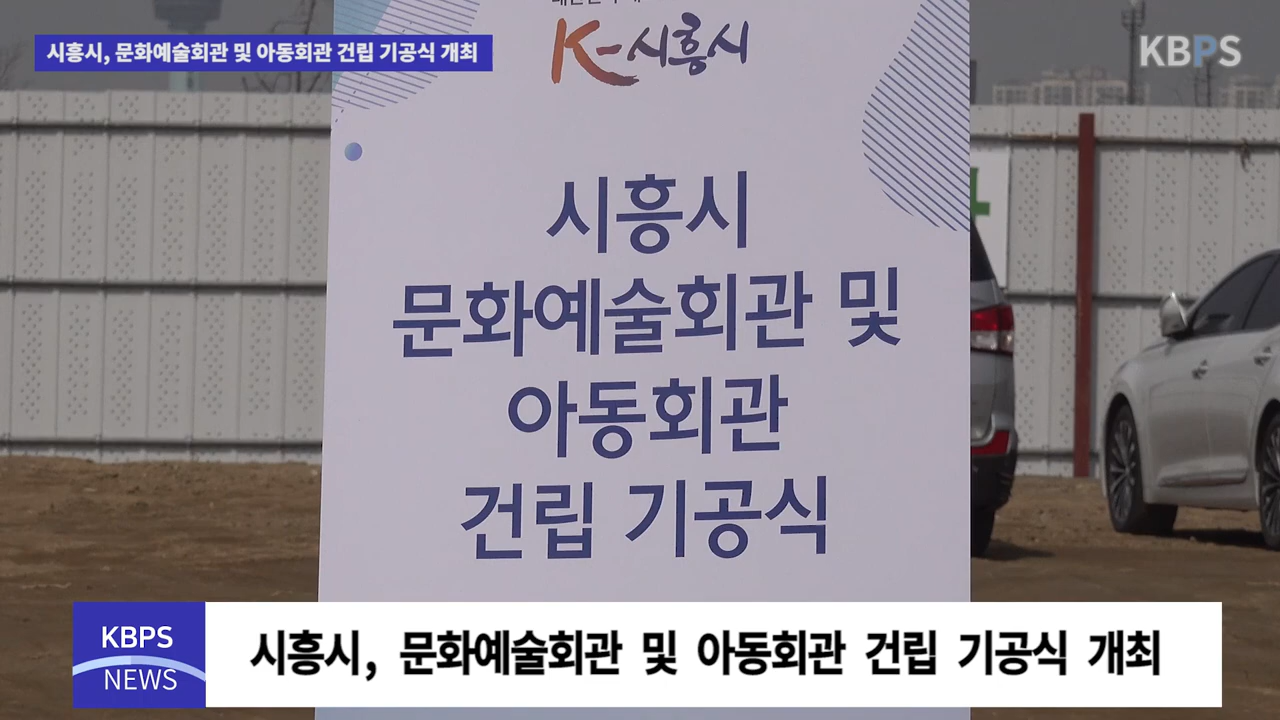 시흥시, 문화예술회관 및 아동회관 건립 기공식 개최
KBPS
K-시흥시
시흥시
문화예술회관 및
아동회관
건립 기공식
KBPS
NEWS
시흥시, 문화예술회관 및 아동회관 건립 기공식 개최